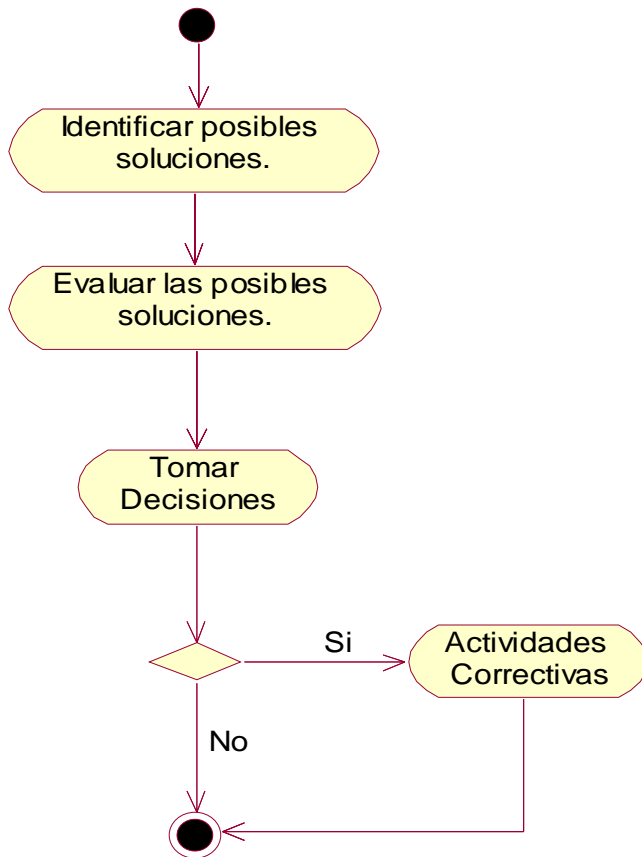 Identificar posibles
soluciones.
Evaluar las posibles
soluciones.
Tomar
Decisiones
Si
Actividades
Correctivas
No